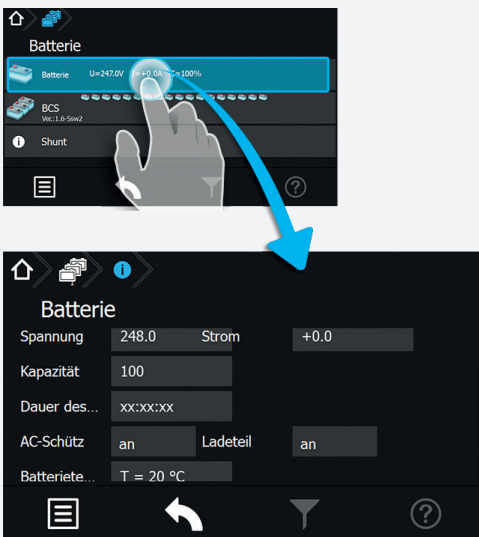 Batterie
Batterie U=247.0V I=+0.0A C=100%
BCS
Ver.:1.6-Ssw2
i Shunt
?
i
Batterie
Spannung 248.0 Strom +0.0
Kapazität 100
Dauer des... xx:xx:xx
AC-Schütz an Ladeteil an
Batteriete... T = 20 °C
?